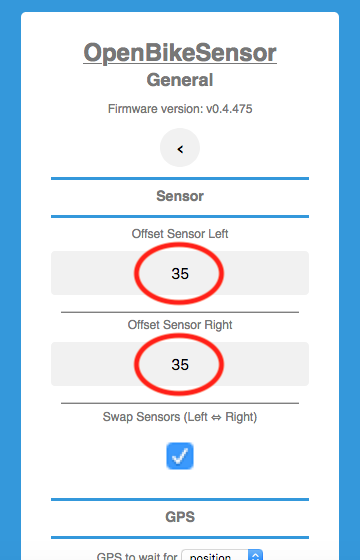 OpenBikeSensor
General
Firmware version: v0.4.475
<
Sensor
Offset Sensor Left
35
Offset Sensor Right
35
Swap Sensors (Left ⇔ Right)
GPS
GPS to wait for position